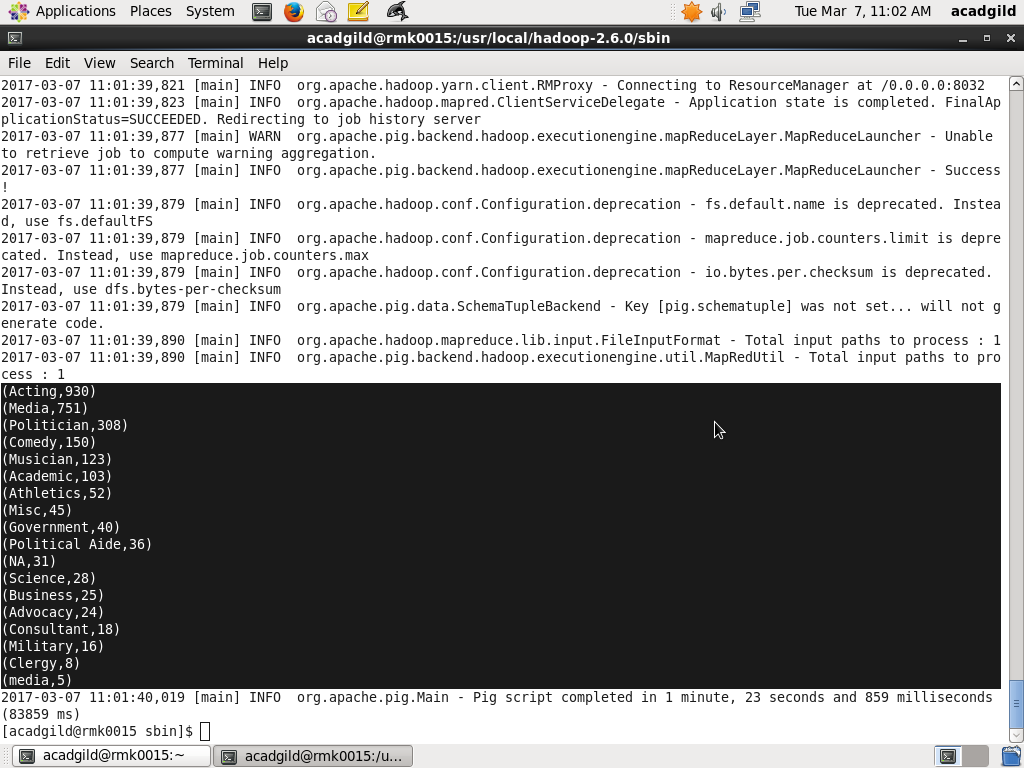 Applications Places System Tue Mar 7, 11:02 AM acadgild
acadgild@rmk0015:/usr/local/hadoop-2.6.0/sbin
File Edit View Search Terminal Help
2017-03-07 11:01:39,821 [main] INFO  org.apache.hadoop.yarn.client.RMProxy - Connecting to ResourceManager at /0.0.0.0:8032
2017-03-07 11:01:39,823 [main] INFO  org.apache.hadoop.mapred.ClientServiceDelegate - Application state is completed. FinalAp
plicationStatus=SUCCEEDED. Redirecting to job history server
2017-03-07 11:01:39,877 [main] WARN  org.apache.pig.backend.hadoop.executionengine.mapReduceLayer.MapReduceLauncher - Unable
to retrieve job to compute warning aggregation.
2017-03-07 11:01:39,877 [main] INFO  org.apache.pig.backend.hadoop.executionengine.mapReduceLayer.MapReduceLauncher - Success
!
2017-03-07 11:01:39,879 [main] INFO  org.apache.hadoop.conf.Configuration.deprecation - fs.default.name is deprecated. Instea
d, use fs.defaultFS
2017-03-07 11:01:39,879 [main] INFO  org.apache.hadoop.conf.Configuration.deprecation - mapreduce.job.counters.limit is depre
cated. Instead, use mapreduce.job.counters.max
2017-03-07 11:01:39,879 [main] INFO  org.apache.hadoop.conf.Configuration.deprecation - io.bytes.per.checksum is deprecated.
Instead, use dfs.bytes-per-checksum
2017-03-07 11:01:39,879 [main] INFO  org.apache.pig.data.SchemaTupleBackend - Key [pig.schematuple] was not set... will not g
enerate code.
2017-03-07 11:01:39,890 [main] INFO  org.apache.hadoop.mapreduce.lib.input.FileInputFormat - Total input paths to process : 1
2017-03-07 11:01:39,890 [main] INFO  org.apache.pig.backend.hadoop.executionengine.util.MapRedUtil - Total input paths to pro
cess : 1
(Acting,930)
(Media,751)
(Politician,308)
(Comedy,150)
(Musician,123)
(Academic,103)
(Athletics,52)
(Misc,45)
(Government,40)
(Political Aide,36)
(NA,31)
(Science,28)
(Business,25)
(Advocacy,24)
(Consultant,18)
(Military,16)
(Clergy,8)
(media,5)
2017-03-07 11:01:40,019 [main] INFO  org.apache.pig.Main - Pig script completed in 1 minute, 23 seconds and 859 milliseconds
(83859 ms)
[acadgild@rmk0015 sbin]$
acadgild@rmk0015:~ acadgild@rmk0015:/u...